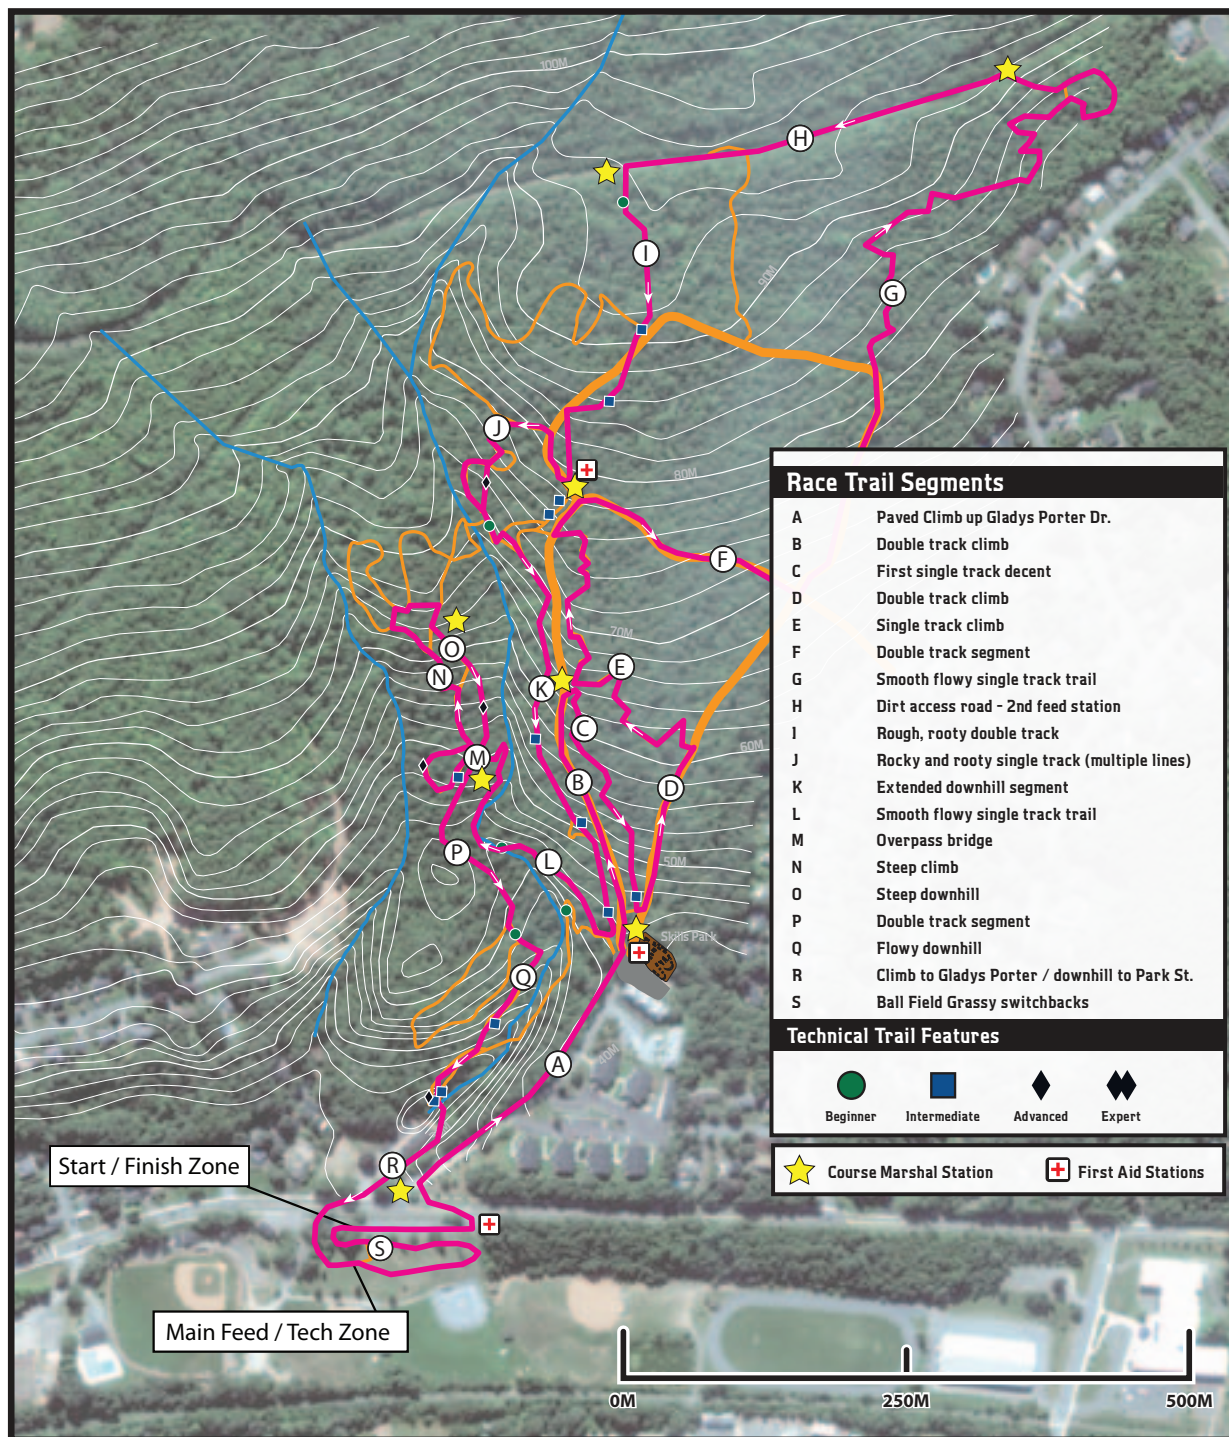 100M
H
I
90M
G
J
80M
F
70M
O
E
N
K
C
60M
M
B
D
P
L
50M
Skills Park
Q
40M
A
R
S
Start / Finish Zone
Main Feed / Tech Zone
Race Trail Segments
A Paved Climb up Gladys Porter Dr.
B Double track climb
C First single track decent
D Double track climb
E Single track climb
F Double track segment
G Smooth flowy single track trail
H Dirt access road - 2nd feed station
I Rough, rooty double track
J Rocky and rooty single track (multiple lines)
K Extended downhill segment
L Smooth flowy single track trail
M Overpass bridge
N Steep climb
O Steep downhill
P Double track segment
Q Flowy downhill
R Climb to Gladys Porter / downhill to Park St.
S Ball Field Grassy switchbacks
Technical Trail Features
Beginner Intermediate Advanced Expert
Course Marshal Station First Aid Stations
0M 250M 500M